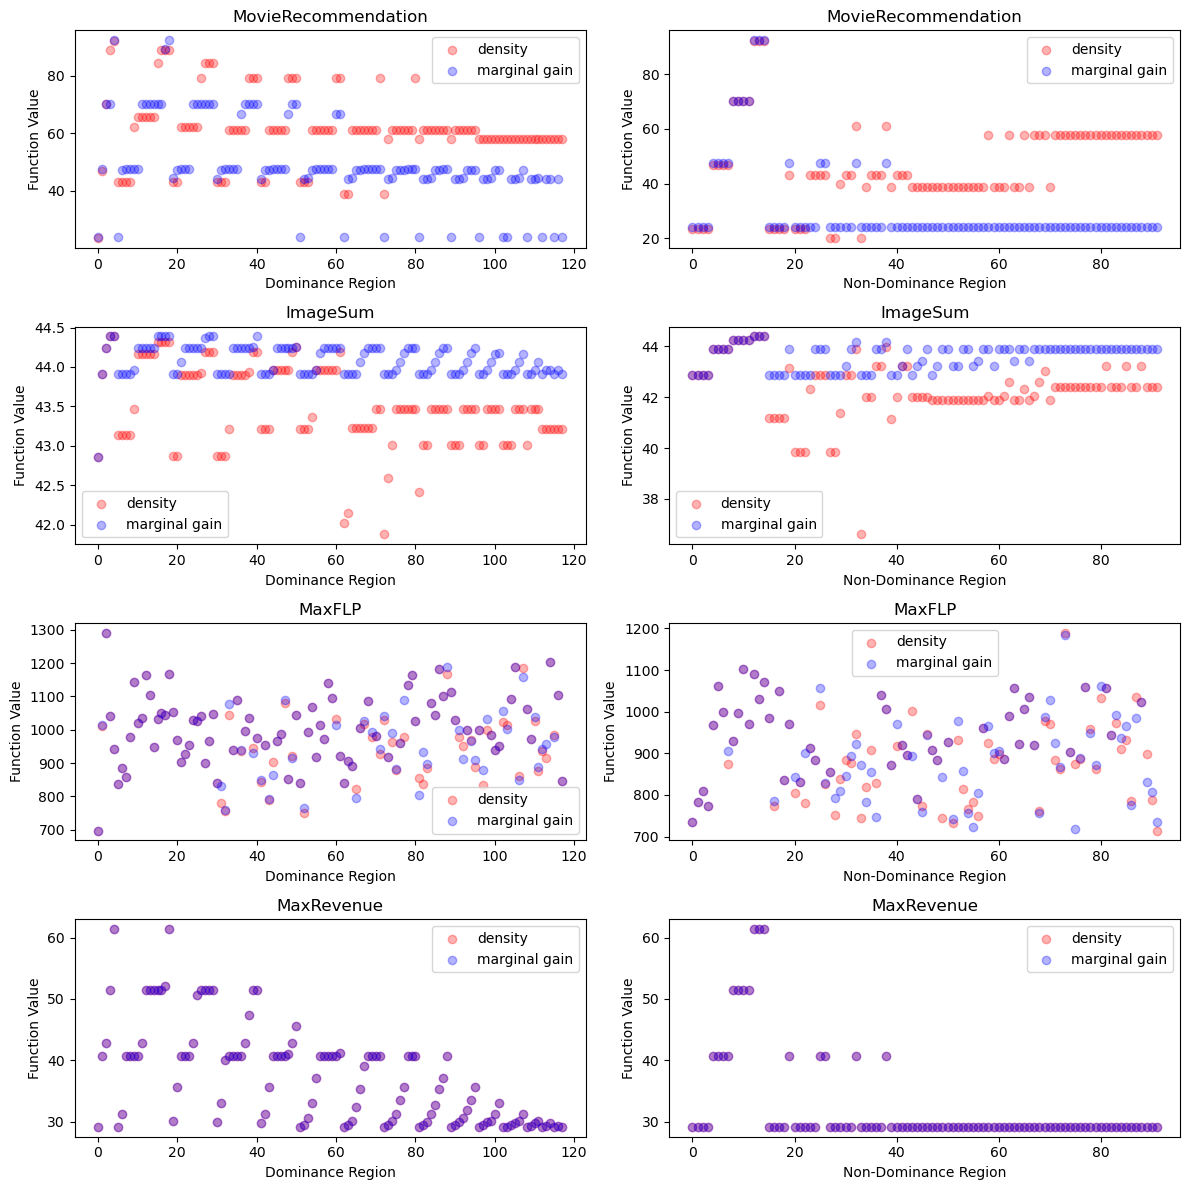 MovieRecommendation
MovieRecommendation
density
marginal gain
density
marginal gain
Function Value
80
60
40
Function Value
80
60
40
20
0 20 40 60 80 100 120
0 20 40 60 80
Dominance Region
Non-Dominance Region
ImageSum
ImageSum
Function Value
44.5
44.0
43.5
43.0
42.5
42.0
Function Value
44
42
40
38
density
marginal gain
density
marginal gain
0 20 40 60 80 100 120
0 20 40 60 80
Dominance Region
Non-Dominance Region
MaxFLP
MaxFLP
Function Value
1300
1200
1100
1000
900
800
700
Function Value
1200
1100
1000
900
800
700
density
marginal gain
density
marginal gain
0 20 40 60 80 100 120
0 20 40 60 80
Dominance Region
Non-Dominance Region
MaxRevenue
MaxRevenue
density
marginal gain
density
marginal gain
Function Value
60
50
40
30
Function Value
60
50
40
30
0 20 40 60 80 100 120
0 20 40 60 80
Dominance Region
Non-Dominance Region